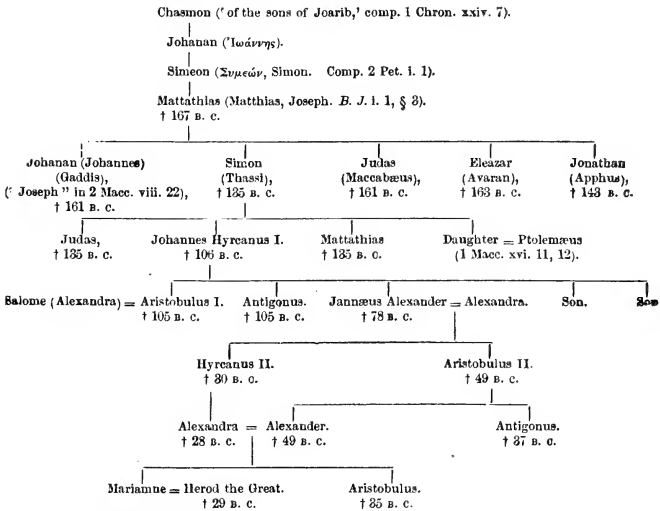 Chasmon (' of the sons of Joarib,' comp. 1 Chron. xxiv. 7).
Johanan (Ἰωάννης).
Simeon (Συμεών, Simon. Comp. 2 Pet. i. 1).
Mattathias (Matthias, Joseph. B. J. i. 1, § 3).
† 167 B. C.
Johanan (Johannes) Simon Judas Eleazar Jonathan
(Gaddis), (Thassi), (Maccabæus), (Avaran), (Apphus),
(' Joseph " in 2 Macc. viii. 22), † 135 B. C. † 161 B. C. † 163 B. C. † 143 B. C.
† 161 B. C.
Judas, Johannes Hyrcanus I. Mattathias Daughter = Ptolemæus
† 135 B. C. † 106 B. C. † 135 B. C. (1 Macc. xvi. 11, 12).
Salome (Alexandra) = Aristobulus I. Antigonus. Jannæus Alexander = Alexandra. Son. Son
† 105 B. C. † 105 B. C. † 78 B. C.
Hyrcanus II. Aristobulus II.
† 30 B. C. † 49 B. C.
Alexandra = Alexander. Antigonus.
† 28 B. C. † 49 B. C. † 37 B. C.
Mariamne = Herod the Great. Aristobulus.
† 29 B. C. † 35 B. C.